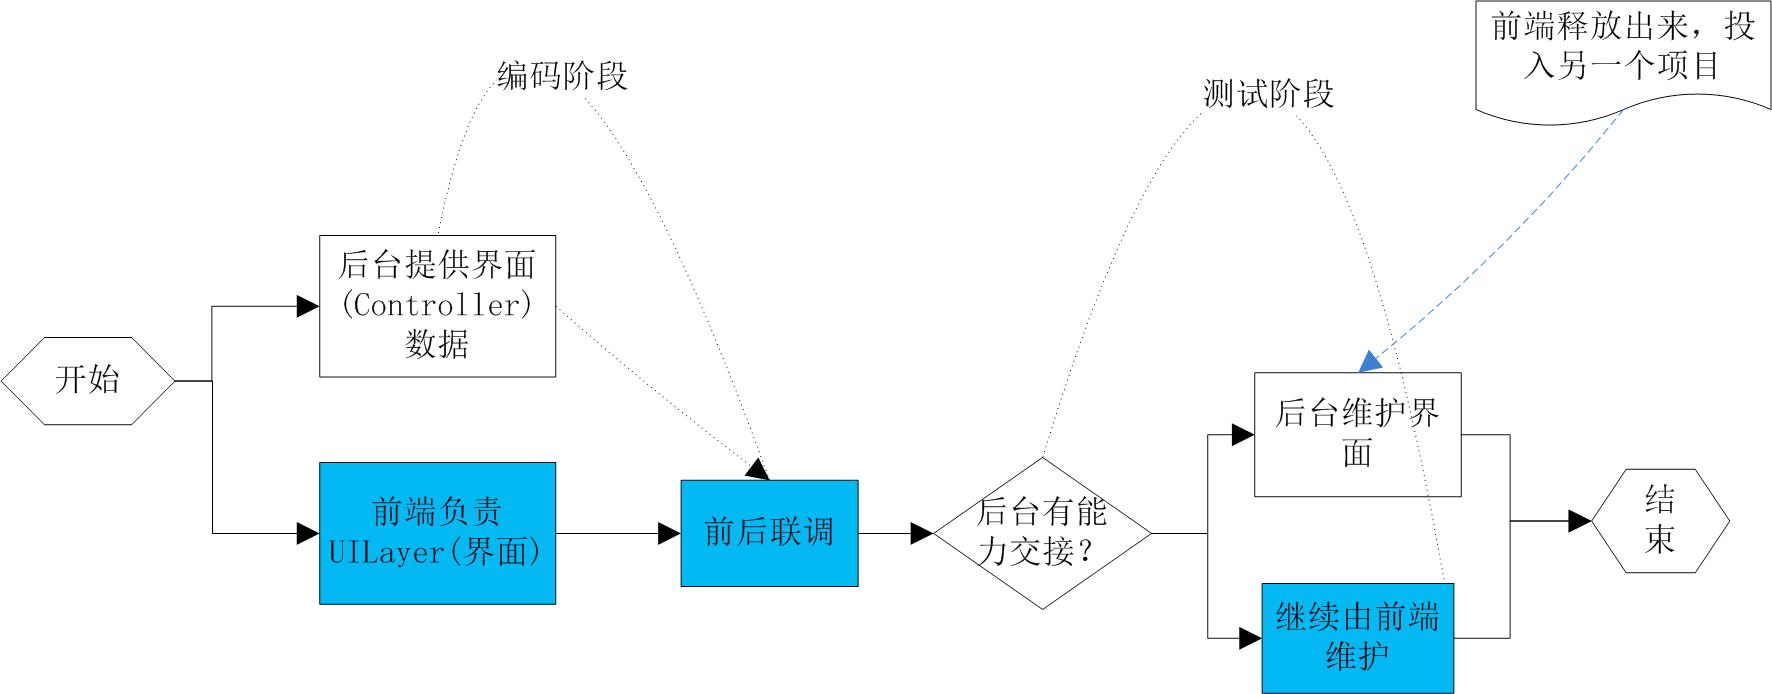 前端释放出来，投
入另一个项目
编码阶段
测试阶段
后台提供界面
(Controller)
数据
开始
前端负责
UILayer(界面)
前后联调
后台有能
力交接？
后台维护界
面
继续由前端
维护
结
束